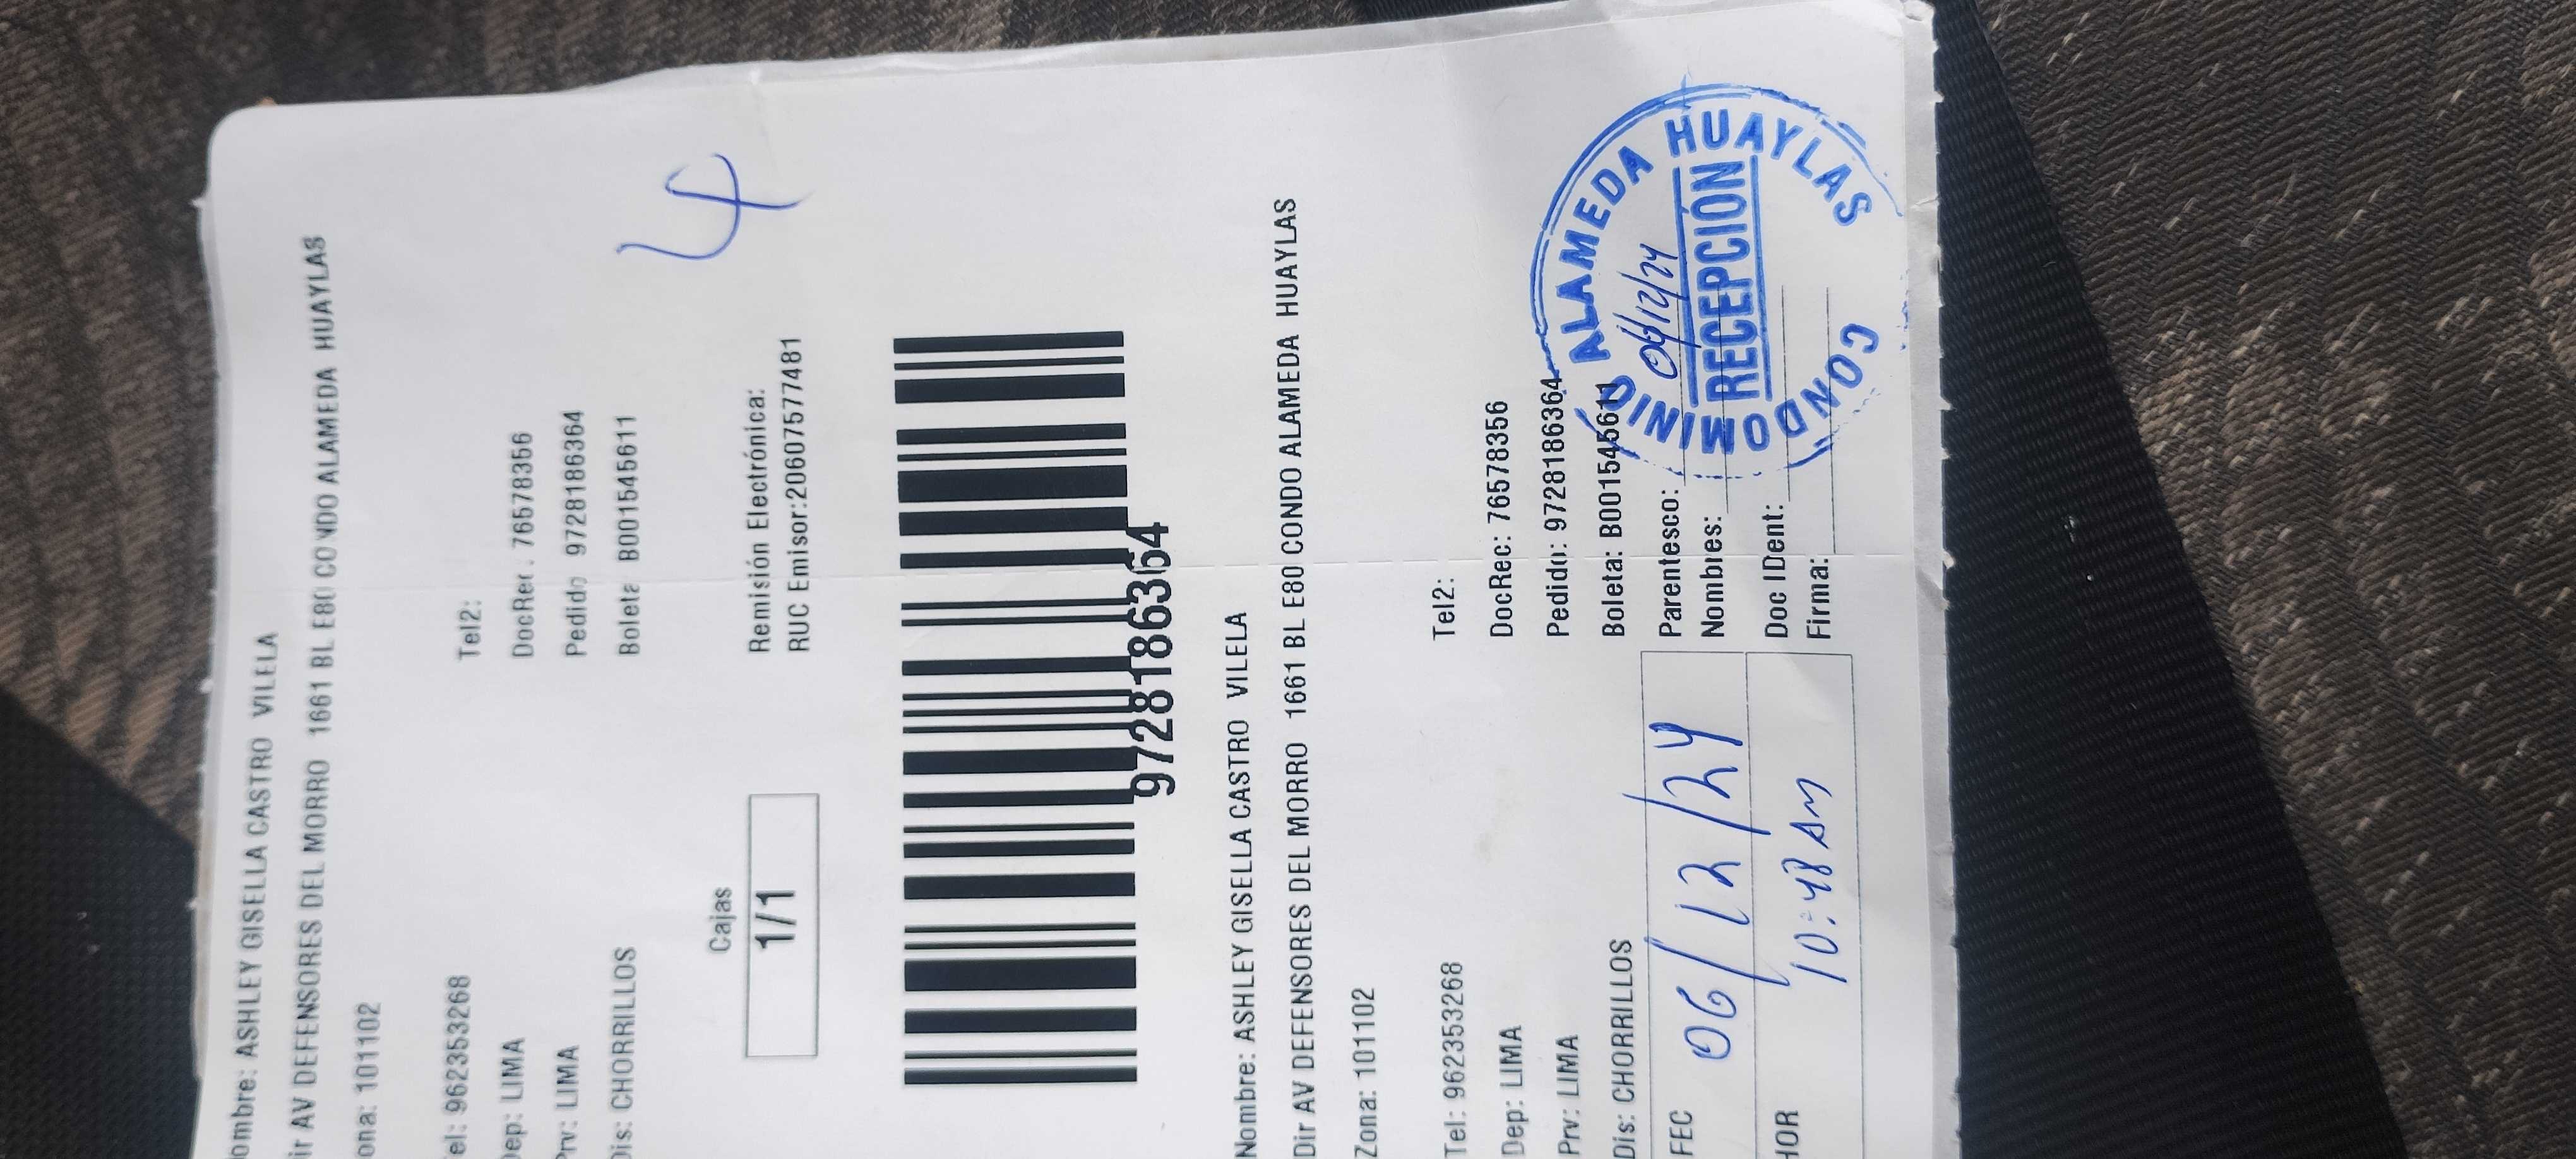 ombre: ASHLEY GISELLA CASTRO VILELA
ir AV DEFENSORES DEL MORRO 1661 BL E80 CONDO ALAMEDA HUAYLAS
ona: 101102
el: 962353268 Tel2:
Dep: LIMA DocRec. 76578356
Prv: LIMA Pedido 9728186364
Dis: CHORRILLOS Boleta B001545611
4
Cajas
1/1
Remisión Electrónica:
RUC Emisor:20607577481
9728186364
Nombre: ASHLEY GISELLA CASTRO VILELA
Dir AV DEFENSORES DEL MORRO 1661 BL E80 CONDO ALAMEDA HUAYLAS
Zona: 101102
Tel: 962353268 Tel2:
Dep: LIMA DocRec: 76578356
Prv: LIMA Pedido: 9728186364
Dis: CHORRILLOS Boleta: B001545611
FEC 06/12/24
HOR 10:48 AM
Parentesco:
Nombres:
Doc IDent:
Firma:
CONDOMINIO ALAMEDA HUAYLAS
06/12/24
RECEPCIÓN